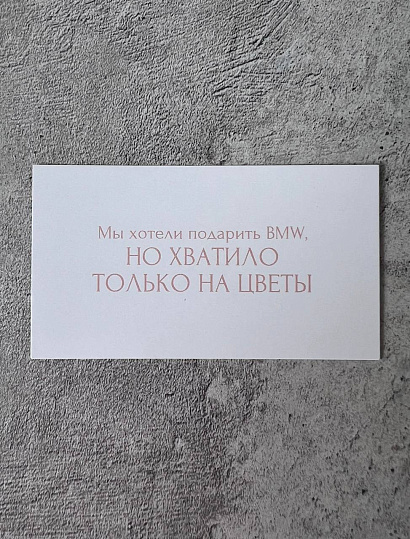 Мы хотели подарить BMW,
НО ХВАТИЛО
ТОЛЬКО НА ЦВЕТЫ